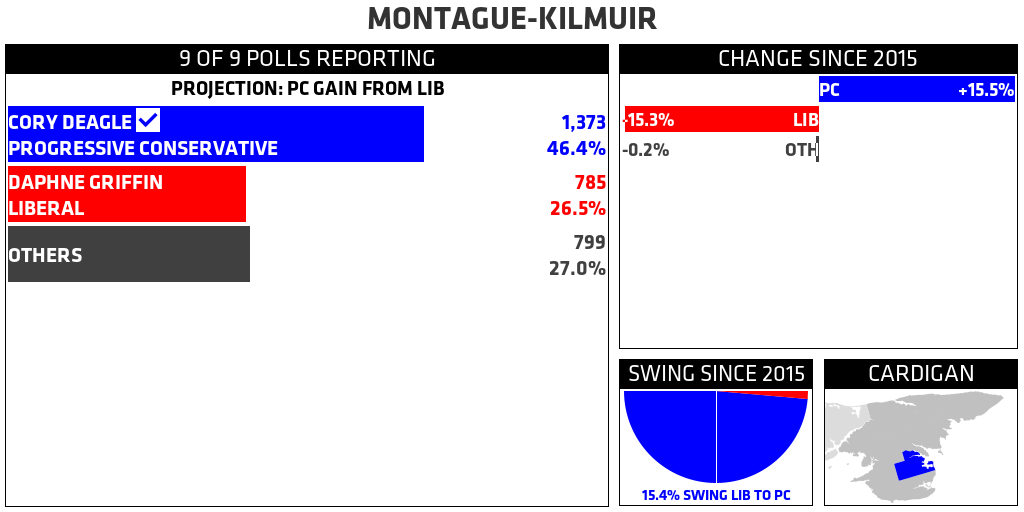 MONTAGUE-KILMUIR
9 OF 9 POLLS REPORTING
PROJECTION: PC GAIN FROM LIB
CORY DEAGLE 1,373
PROGRESSIVE CONSERVATIVE 46.4%
DAPHNE GRIFFIN 785
LIBERAL 26.5%
OTHERS 799
27.0%
CHANGE SINCE 2015
PC +15.5%
-15.3% LIB
-0.2% OTH
SWING SINCE 2015
15.4% SWING LIB TO PC
CARDIGAN